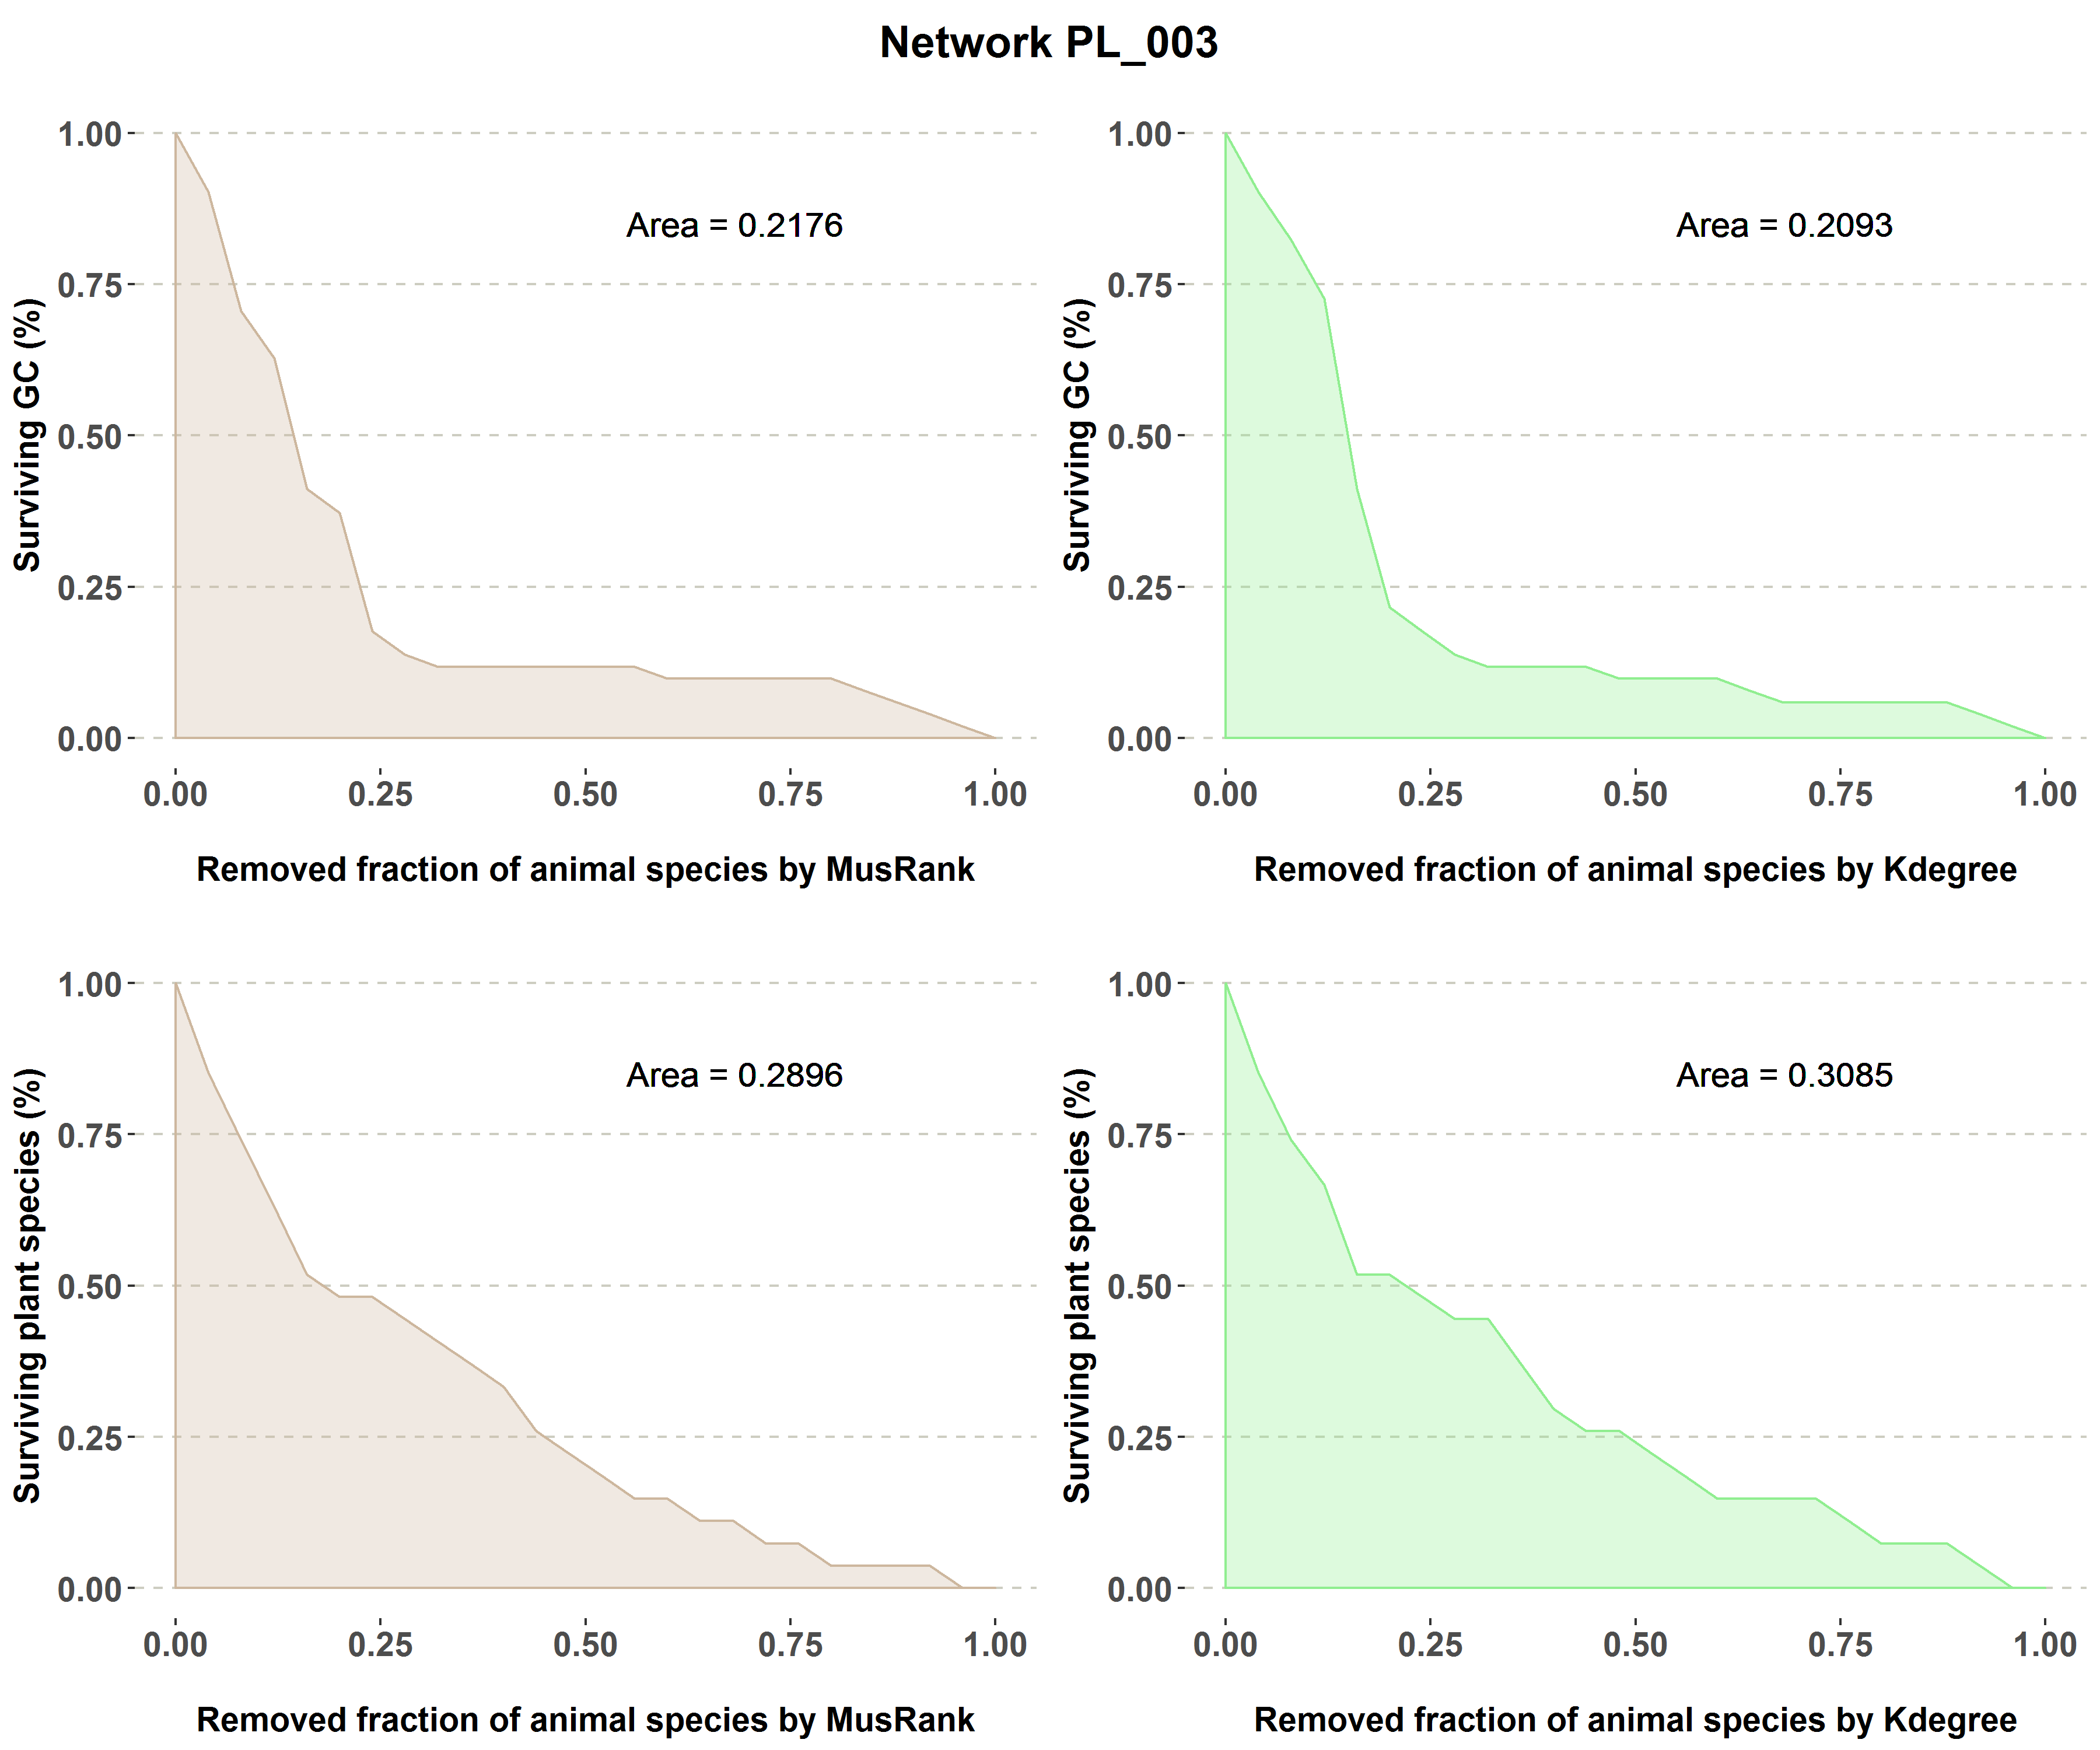 Network PL_003
Surviving GC (%)
1.00
0.75
0.50
0.25
0.00
Area = 0.2176
0.00 0.25 0.50 0.75 1.00
Removed fraction of animal species by MusRank
Surviving GC (%)
1.00
0.75
0.50
0.25
0.00
Area = 0.2093
0.00 0.25 0.50 0.75 1.00
Removed fraction of animal species by Kdegree
Surviving plant species (%)
1.00
0.75
0.50
0.25
0.00
Area = 0.2896
0.00 0.25 0.50 0.75 1.00
Removed fraction of animal species by MusRank
Surviving plant species (%)
1.00
0.75
0.50
0.25
0.00
Area = 0.3085
0.00 0.25 0.50 0.75 1.00
Removed fraction of animal species by Kdegree